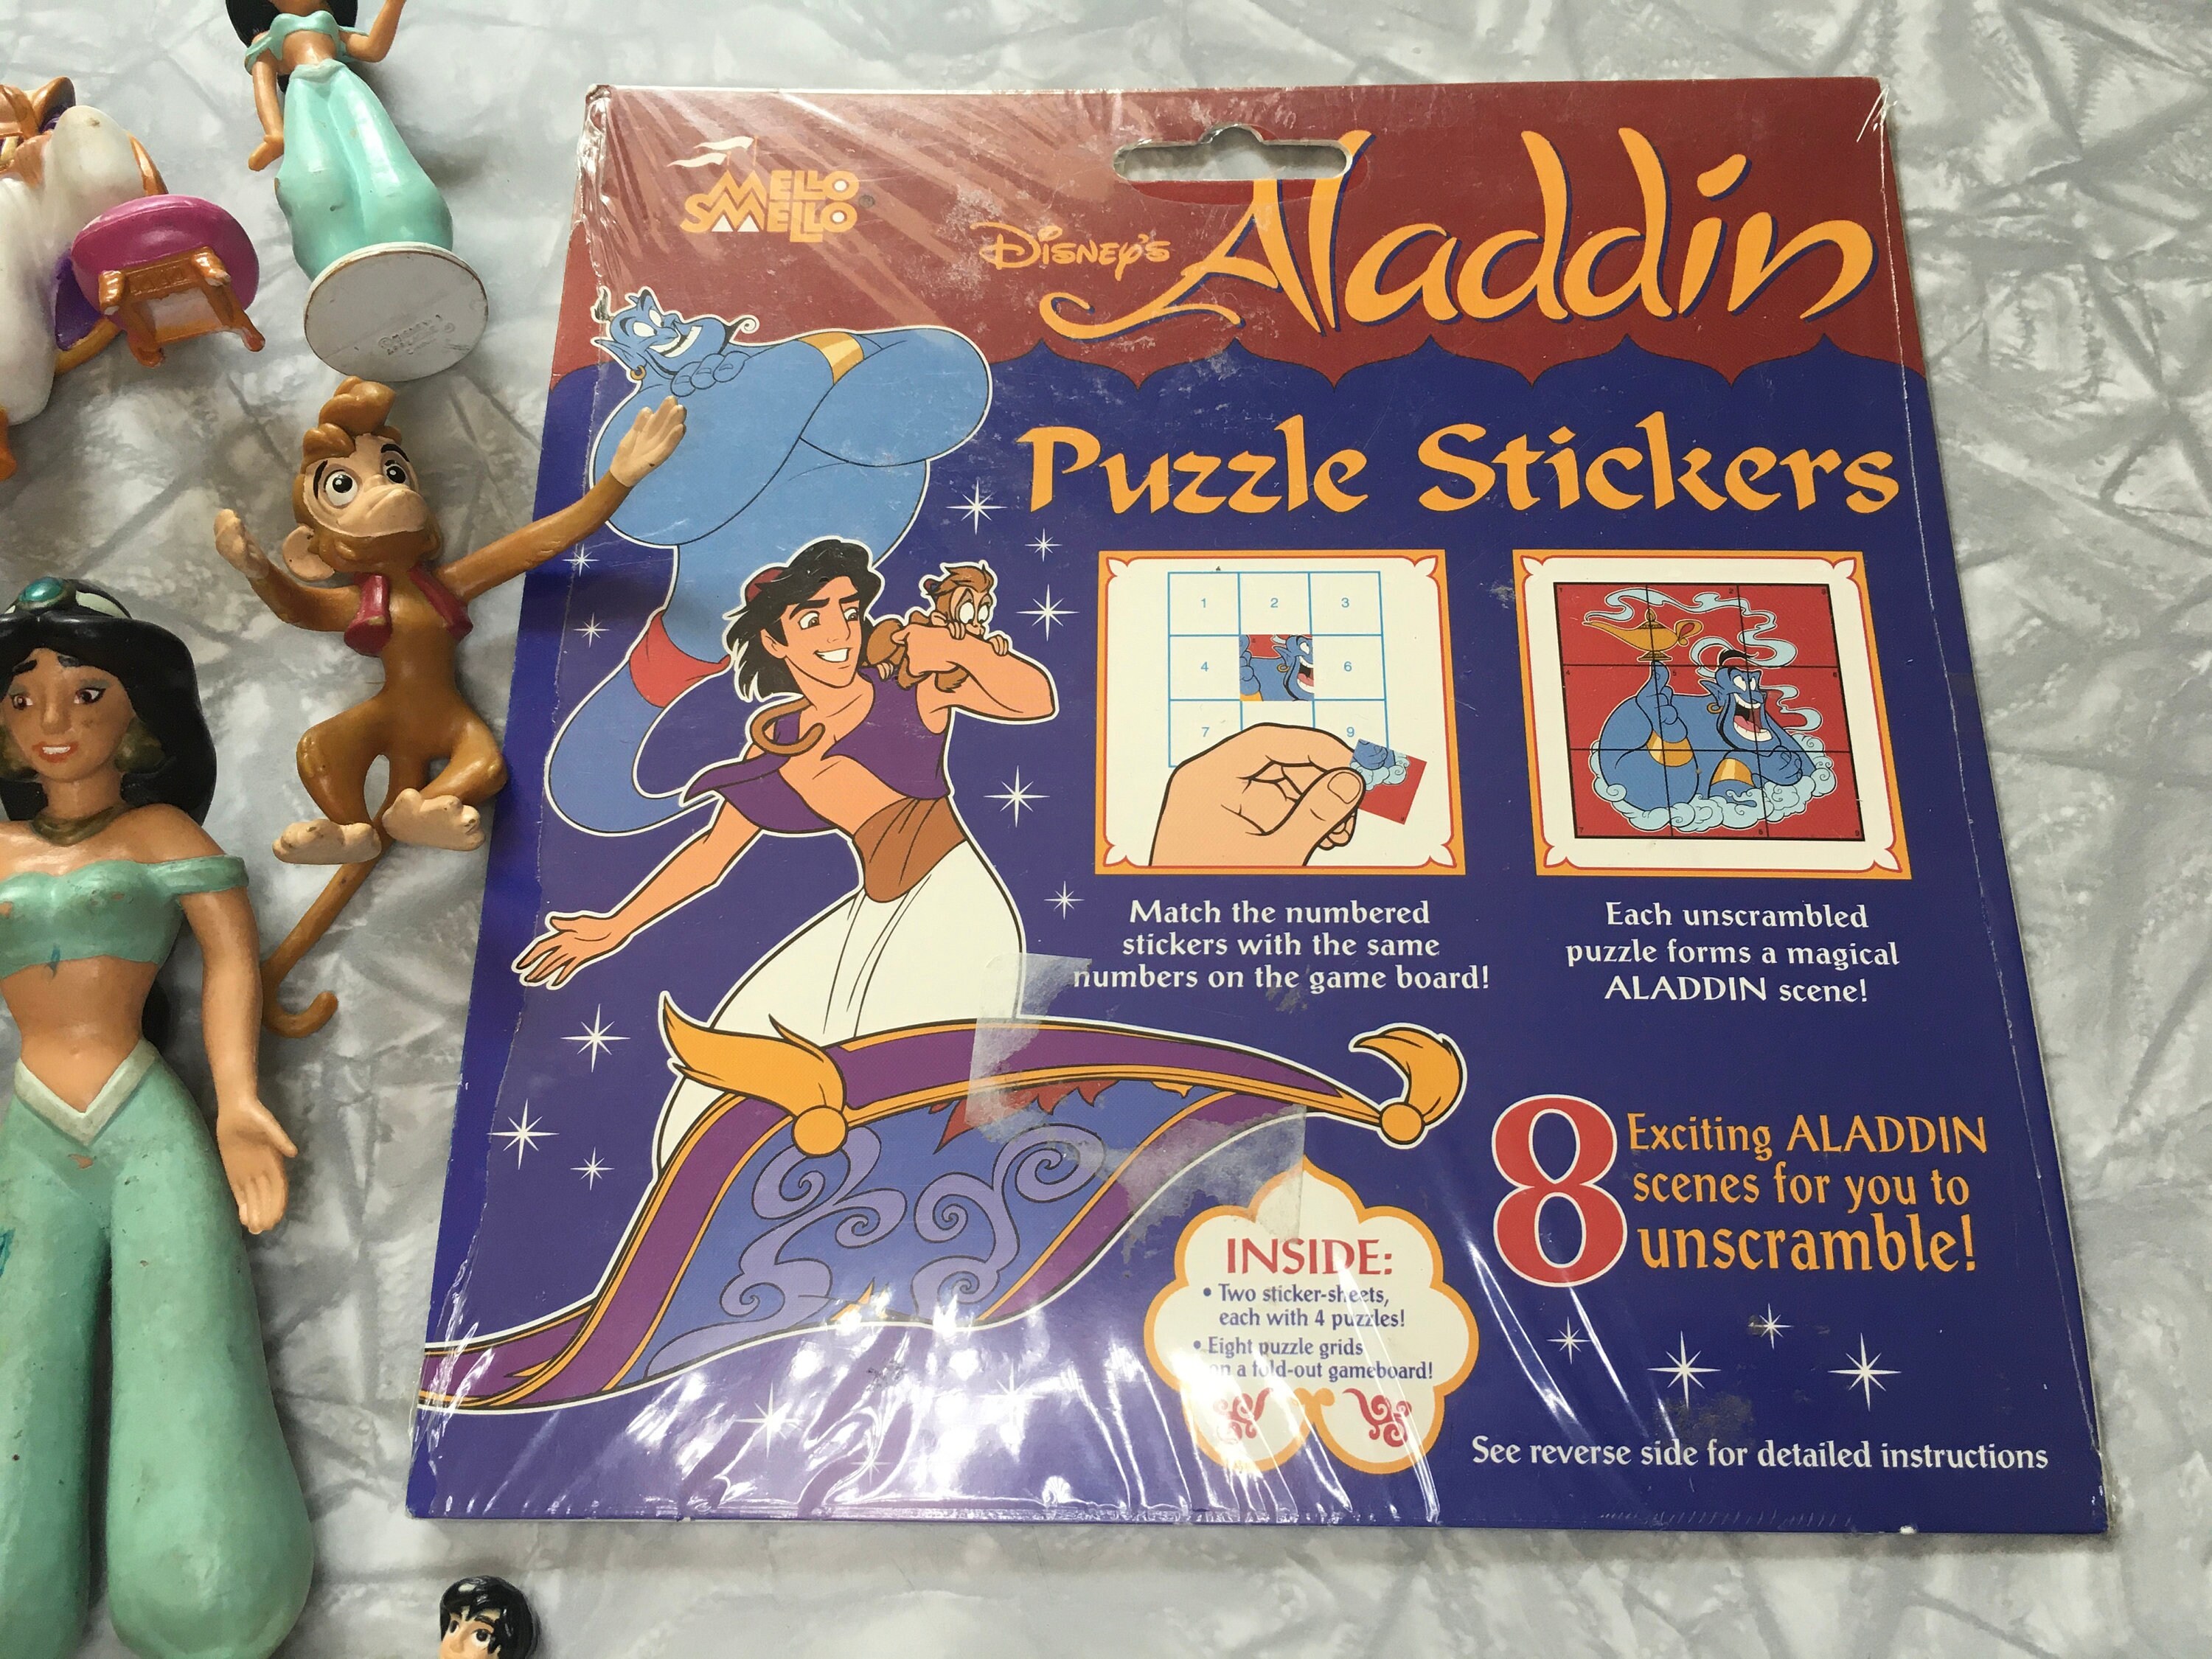 MELLO
SMELLO®
DISNEY'S
Aladdin
Puzzle Stickers
1 2 3
4 6
7 9
Match the numbered
stickers with the same
numbers on the game board!
Each unscrambled
puzzle forms a magical
ALADDIN scene!
8
Exciting ALADDIN
scenes for you to
unscramble!
INSIDE:
• Two sticker-sheets,
each with 4 puzzles!
• Eight puzzle grids
on a fold-out gameboard!
See reverse side for detailed instructions